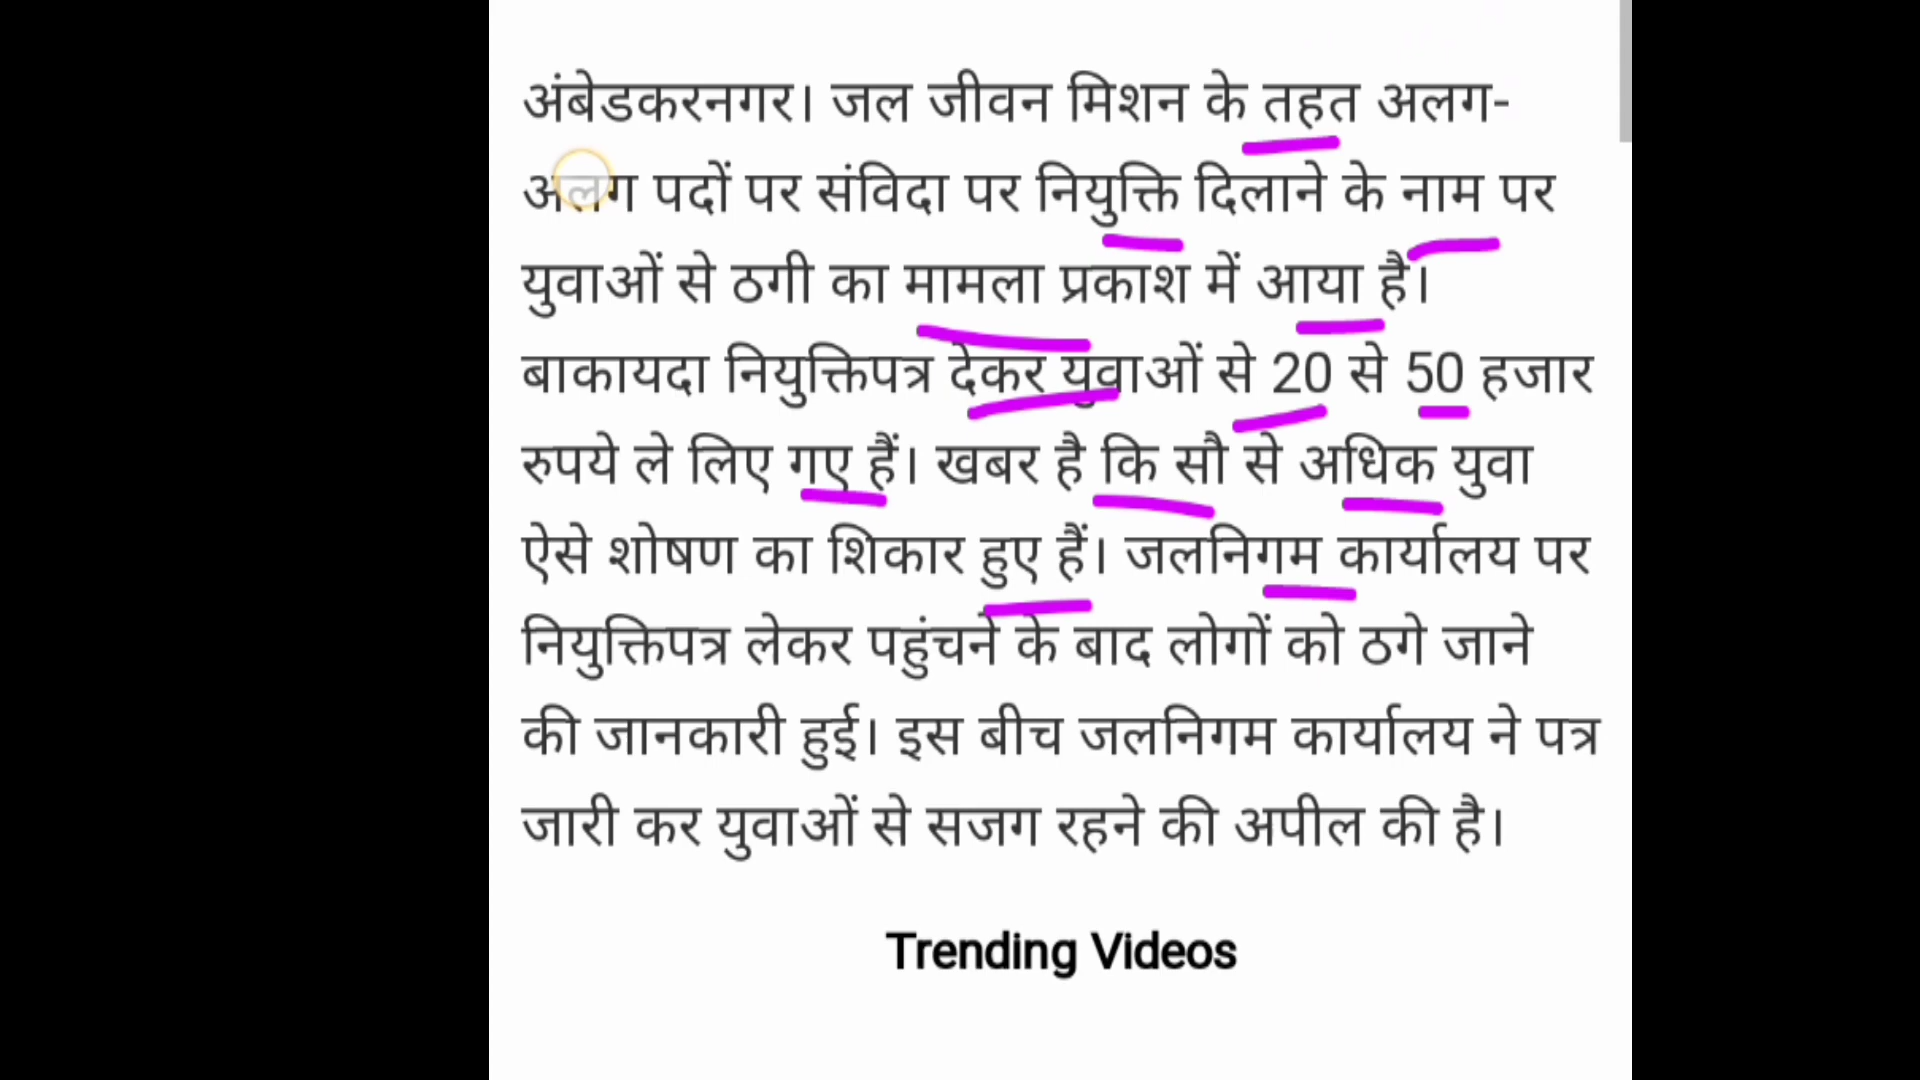 अंबेडकरनगर। जल जीवन मिशन के तहत अलग-
अलग पदों पर संविदा पर नियुक्ति दिलाने के नाम पर
युवाओं से ठगी का मामला प्रकाश में आया है।
बाकायदा नियुक्तिपत्र देकर युवाओं से 20 से 50 हजार
रुपये ले लिए गए हैं। खबर है कि सौ से अधिक युवा
ऐसे शोषण का शिकार हुए हैं। जलनिगम कार्यालय पर
नियुक्तिपत्र लेकर पहुंचने के बाद लोगों को ठगे जाने
की जानकारी हुई। इस बीच जलनिगम कार्यालय ने पत्र
जारी कर युवाओं से सजग रहने की अपील की है।
Trending Videos